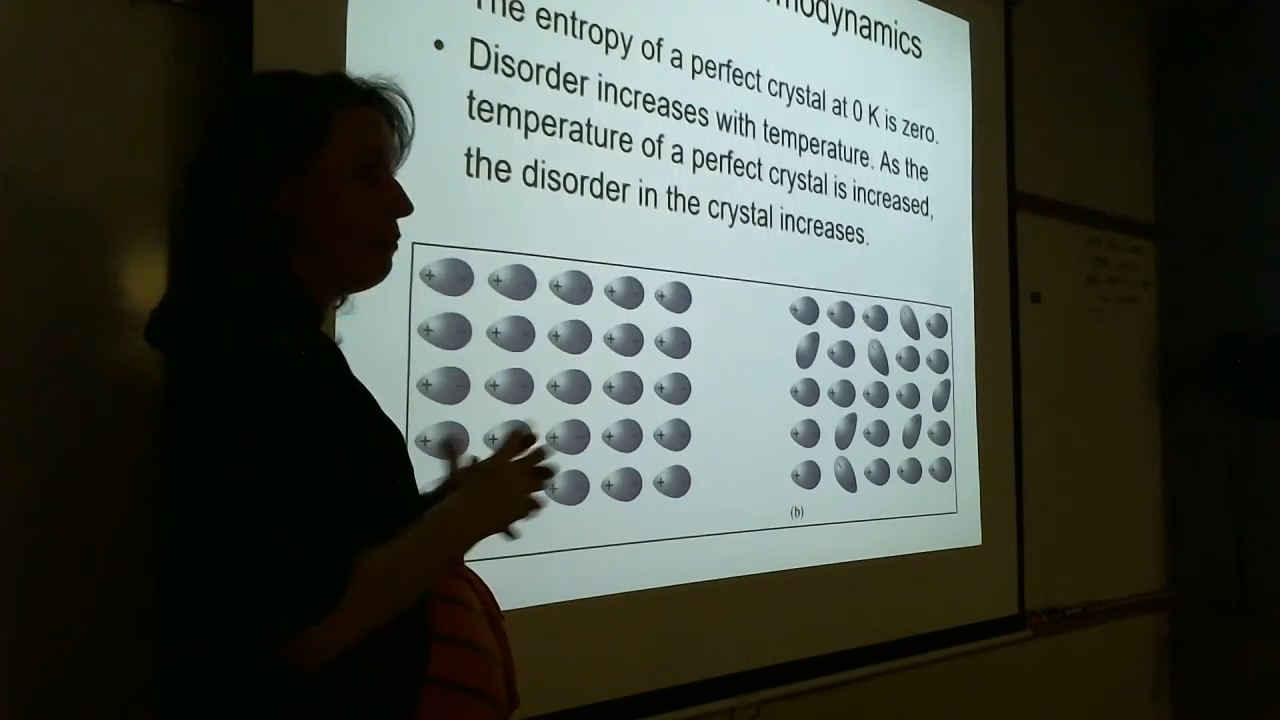 modynamics
The entropy of a perfect crystal at 0 K is zero.
• Disorder increases with temperature. As the
temperature of a perfect crystal is increased,
the disorder in the crystal increases.
(b)